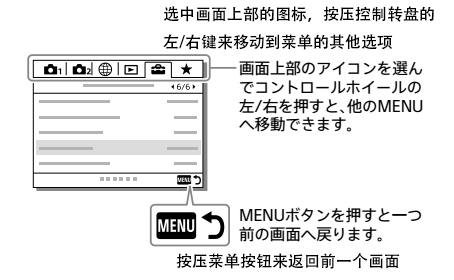 选中画面上部的图标，按压控制转盘的
左/右键来移动到菜单的其他选项
1 2
6/6
画面上部のアイコンを選ん
でコントロールホイールの
左/右を押すと、他のMENU
へ移動できます。
MENU
MENU
MENUボタンを押すと一つ
前の画面へ戻ります。
按压菜单按钮来返回前一个画面